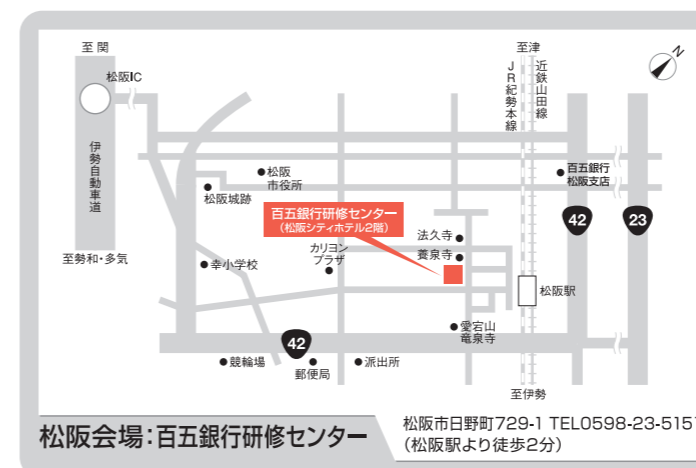 至 関
至津
N
松阪IC
JR紀勢本線
近鉄山田線
伊勢自動車道
松阪
市役所
百五銀行
松阪支店
松阪城跡
百五銀行研修センター
(松阪シティホテル2階)
42
23
法久寺
カリヨン
プラザ
養泉寺
至勢和・多気
幸小学校
松阪駅
愛宕山
竜泉寺
42
競輪場
郵便局
派出所
至伊勢
松阪会場:百五銀行研修センター
松阪市日野町729-1 TEL0598-23-515
(松阪駅より徒歩2分)